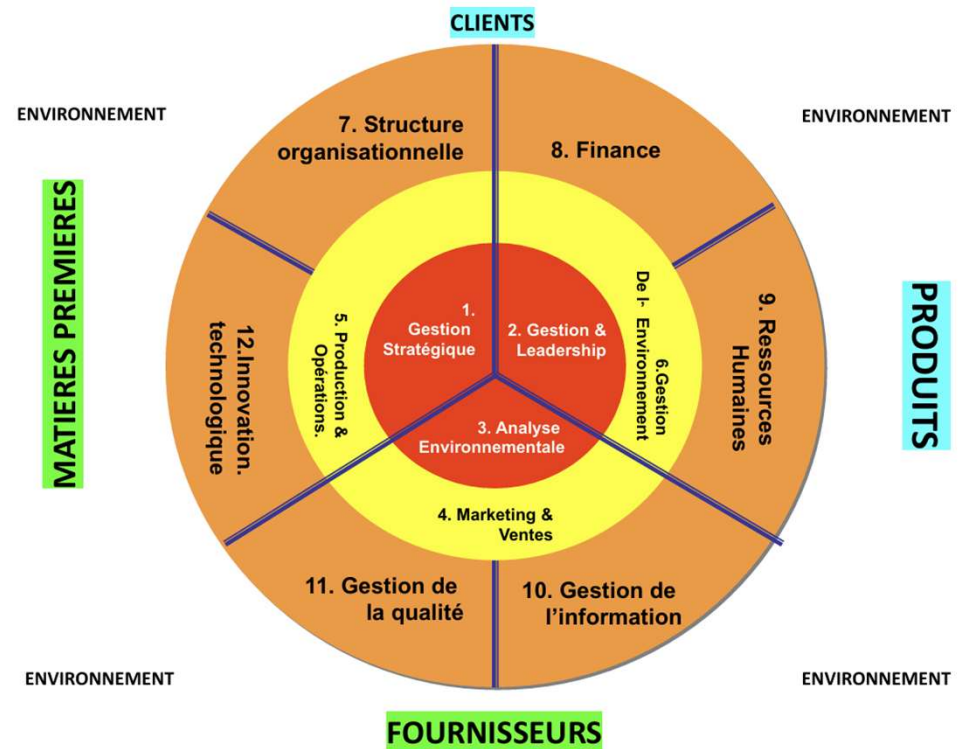 CLIENTS
ENVIRONNEMENT
ENVIRONNEMENT
7. Structure
organisationnelle
8. Finance
MATIERES PREMIERES
PRODUITS
12.Innovation.
technologique
5. Production &
Opérations.
1.
Gestion
Stratégique
2. Gestion &
Leadership
6.Gestion
De l- Environnement
9. Ressources
Humaines
3. Analyse
Environnementale
4. Marketing &
Ventes
11. Gestion de
la qualité
10. Gestion de
l'information
ENVIRONNEMENT
ENVIRONNEMENT
FOURNISSEURS